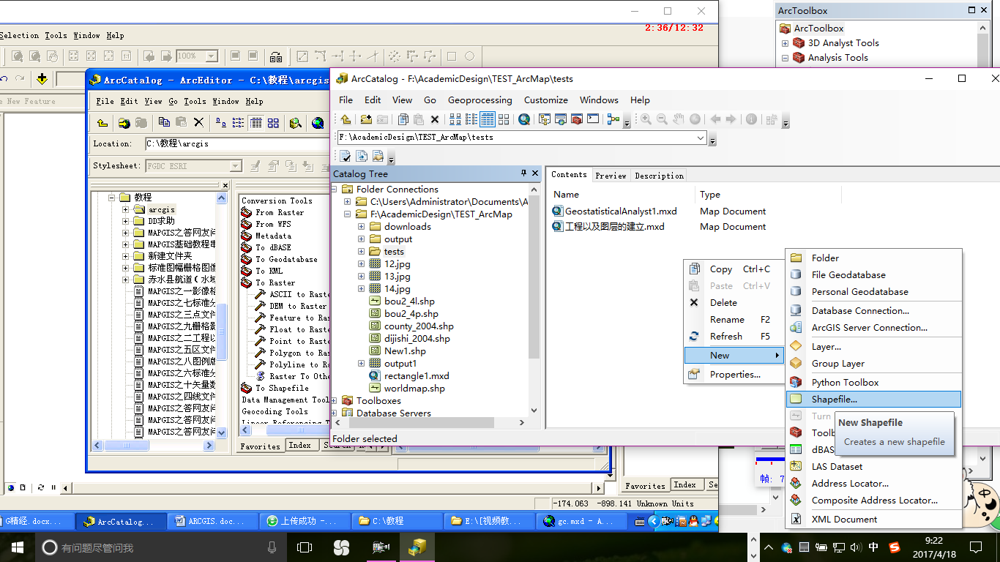 2:36/12:32
Selection Tools Window Help
100%
New Feature
ArcCatalog - ArcEditor - C:\教程\arcgis
File Edit View Go Tools Window Help
Location: C:\教程\arcgis
Stylesheet: FGDC ESRI
教程
arcgis
DD求助
MAPGIS之答网友问
MAPGIS基础教程串
新建文件夹
标准图幅栅格图像
赤水县航道(水域
MAPGIS之一影像格
MAPGIS之七标准分
MAPGIS之三点文件
MAPGIS之九栅格影
MAPGIS之二工程以
MAPGIS之五区文件
MAPGIS之八图例版
MAPGIS之六标准分
MAPGIS之十矢量数
MAPGIS之四线文件
MAPGIS之答网友问
MAPGIS之答网友问
MAPGIS之答网友问
Conversion Tools
From Raster
From WFS
Metadata
To dBASE
To Geodatabase
To KML
To Raster
ASCII to Raster
DEM to Raster
Feature to Ra
Float to Rast
Point to Rast
Polygon to Ra
Polyline to R
Raster To Othe
To Shapefile
Data Management Tool
Geocoding Tools
Linear Referencing T
Favorites Index Search
ArcCatalog - F:\AcademicDesign\TEST_ArcMap\tests
File Edit View Go Geoprocessing Customize Windows Help
F:\AcademicDesign\TEST_ArcMap\tests
Catalog Tree
Folder Connections
C:\Users\Administrator\Documents\A
F:\AcademicDesign\TEST_ArcMap
downloads
output
tests
12.jpg
13.jpg
14.jpg
bou2_4l.shp
bou2_4p.shp
county_2004.shp
dijishi_2004.shp
New1.shp
output1
rectangle1.mxd
worldmap.shp
Toolboxes
Database Servers
Folder selected
Contents Preview Description
Name Type
GeostatisticalAnalyst1.mxd Map Document
工程以及图层的建立.mxd Map Document
Copy Ctrl+C
Paste Ctrl+V
Delete
Rename F2
Refresh F5
New
Properties...
Folder
File Geodatabase
Personal Geodatabase
Database Connection...
ArcGIS Server Connection...
Layer...
Group Layer
Python Toolbox
Shapefile...
Turn
Toolb
dBAS
LAS Dataset
Address Locator...
Composite Address Locator...
XML Document
New Shapefile
Creates a new shapefile
ArcToolbox
ArcToolbox
3D Analyst Tools
Analysis Tools
帧: 7
中
Favorites Index Se
-174.063 -898.141 Unknown Units
G精经.docx...
ArcCatalog...
ARCGIS.doc...
上传成功 -...
C:\教程
E:\[视频教...
gc.mxd - A...
有问题尽管问我
中
9:22
2017/4/18